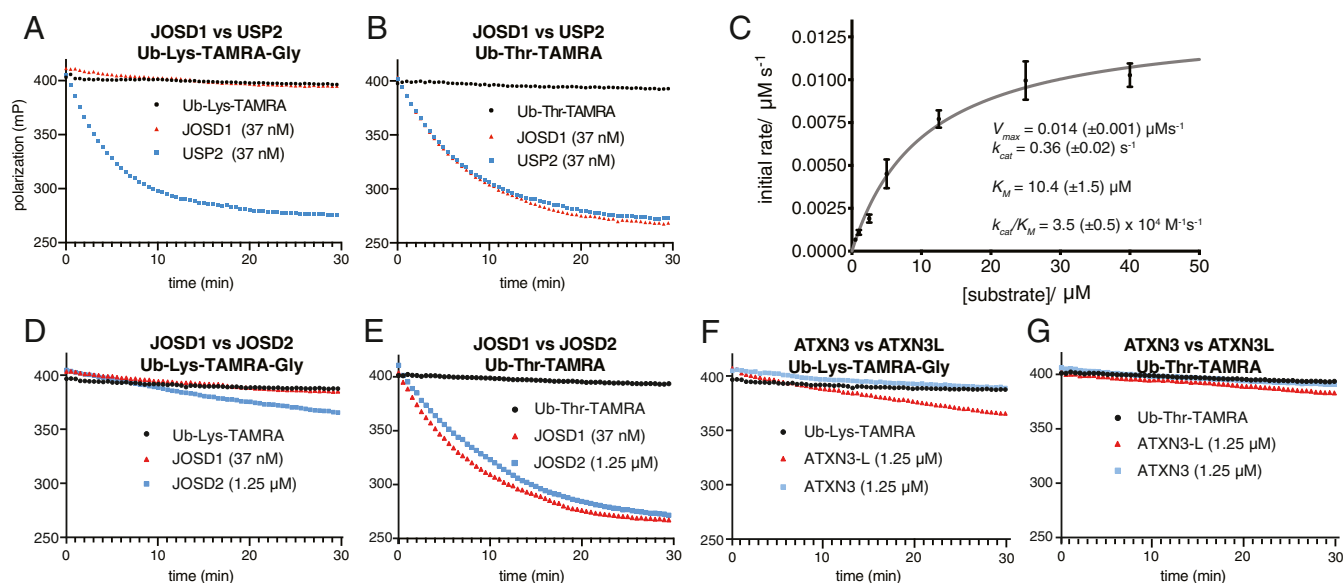 A
JOSD1 vs USP2
Ub-Lys-TAMRA-Gly
polarization (mP)
400
350
300
250
Ub-Lys-TAMRA
JOSD1 (37 nM)
USP2 (37 nM)
0 10 20 30
time (min)
B
JOSD1 vs USP2
Ub-Thr-TAMRA
400
350
300
250
Ub-Thr-TAMRA
JOSD1 (37 nM)
USP2 (37 nM)
0 10 20 30
time (min)
C
initial rate/ µM s⁻¹
0.0125
0.0100
0.0075
0.0050
0.0025
0.0000
Vmax = 0.014 (±0.001) µMs⁻¹
kcat = 0.36 (±0.02) s⁻¹
KM = 10.4 (±1.5) µM
kcat/KM = 3.5 (±0.5) x 10⁴ M⁻¹s⁻¹
0 10 20 30 40 50
[substrate]/ µM
D
JOSD1 vs JOSD2
Ub-Lys-TAMRA-Gly
400
350
300
250
Ub-Lys-TAMRA
JOSD1 (37 nM)
JOSD2 (1.25 µM)
0 10 20 30
time (min)
E
JOSD1 vs JOSD2
Ub-Thr-TAMRA
400
350
300
250
Ub-Thr-TAMRA
JOSD1 (37 nM)
JOSD2 (1.25 µM)
0 10 20 30
time (min)
F
ATXN3 vs ATXN3L
Ub-Lys-TAMRA-Gly
400
350
300
250
Ub-Lys-TAMRA
ATXN3-L (1.25 µM)
ATXN3 (1.25 µM)
0 10 20 30
time (min)
G
ATXN3 vs ATXN3L
Ub-Thr-TAMRA
400
350
300
250
Ub-Thr-TAMRA
ATXN3-L (1.25 µM)
ATXN3 (1.25 µM)
0 10 20 30
time (min)